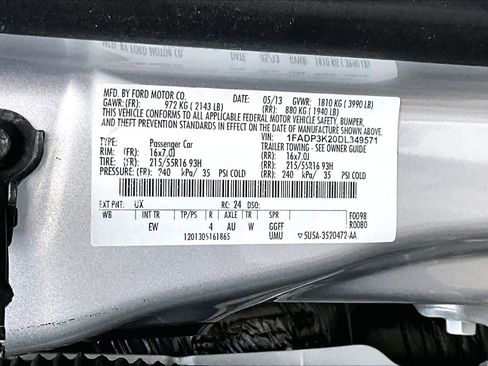 MFD. BY FORD MOTOR CO. DATE: 05/13 GVWR: 1810 KG ( 3990 LB)
GAWR:(FR): 972 KG ( 2143 LB) (RR): 880 KG ( 1940 LB)
THIS VEHICLE CONFORMS TO ALL APPLICABLE FEDERAL MOTOR VEHICLE SAFETY, BUMPER,
AND THEFT PREVENTION STANDARDS IN EFFECT ON THE DATE OF MANUFACTURE SHOWN ABOVE.
VIN: 1FADP3K20DL349571
TYPE: Passenger Car TRAILER TOWING - SEE OWNER GUIDE
RIM: (FR) 16x7.0J (RR) 16x7.0J
TIRE: (FR) 215/55R16 93H (RR) 215/55R16 93H
PRESSURE: (FR) 240 kPa/ 35 PSI COLD (RR) 240 kPa/ 35 PSI COLD
EXT PNT: UX RC: 24 DSO:
WB INT TR TP/PS R AXLE TR SPR F0098
EW 4 AU W GGFF R0080
1201305161865 UMU ▽5U5A-3520472-AA